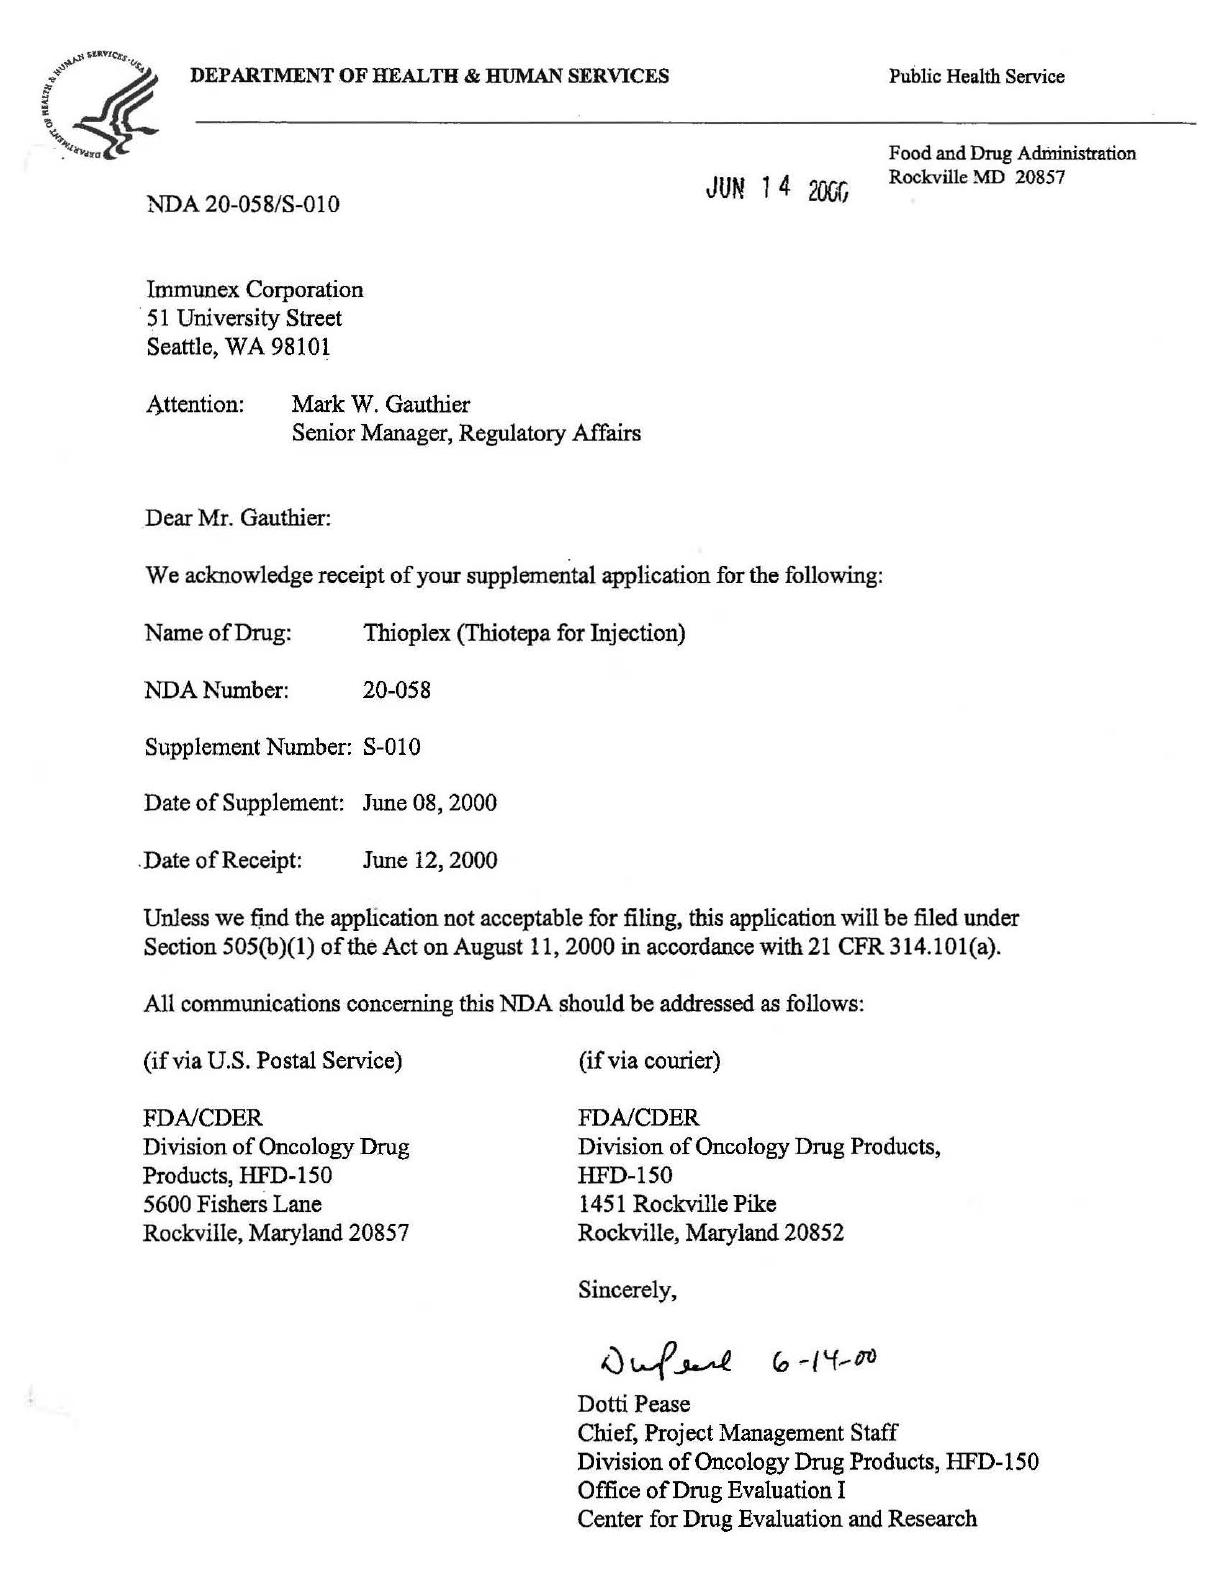 DEPARTMENT OF HEALTH & HUMAN SERVICES
Public Health Service
DEPARTMENT OF HEALTH & HUMAN SERVICES·USA
Food and Drug Administration
Rockville MD 20857
JUN 14 2000
NDA 20-058/S-010
Immunex Corporation
51 University Street
Seattle, WA 98101
Attention: Mark W. Gauthier
Senior Manager, Regulatory Affairs
Dear Mr. Gauthier:
We acknowledge receipt of your supplemental application for the following:
Name of Drug: Thioplex (Thiotepa for Injection)
NDA Number: 20-058
Supplement Number: S-010
Date of Supplement: June 08, 2000
Date of Receipt: June 12, 2000
Unless we find the application not acceptable for filing, this application will be filed under
Section 505(b)(1) of the Act on August 11, 2000 in accordance with 21 CFR 314.101(a).
All communications concerning this NDA should be addressed as follows:
(if via U.S. Postal Service)
FDA/CDER
Division of Oncology Drug
Products, HFD-150
5600 Fishers Lane
Rockville, Maryland 20857
(if via courier)
FDA/CDER
Division of Oncology Drug Products,
HFD-150
1451 Rockville Pike
Rockville, Maryland 20852
Sincerely,
6-14-00
Dotti Pease
Chief, Project Management Staff
Division of Oncology Drug Products, HFD-150
Office of Drug Evaluation I
Center for Drug Evaluation and Research